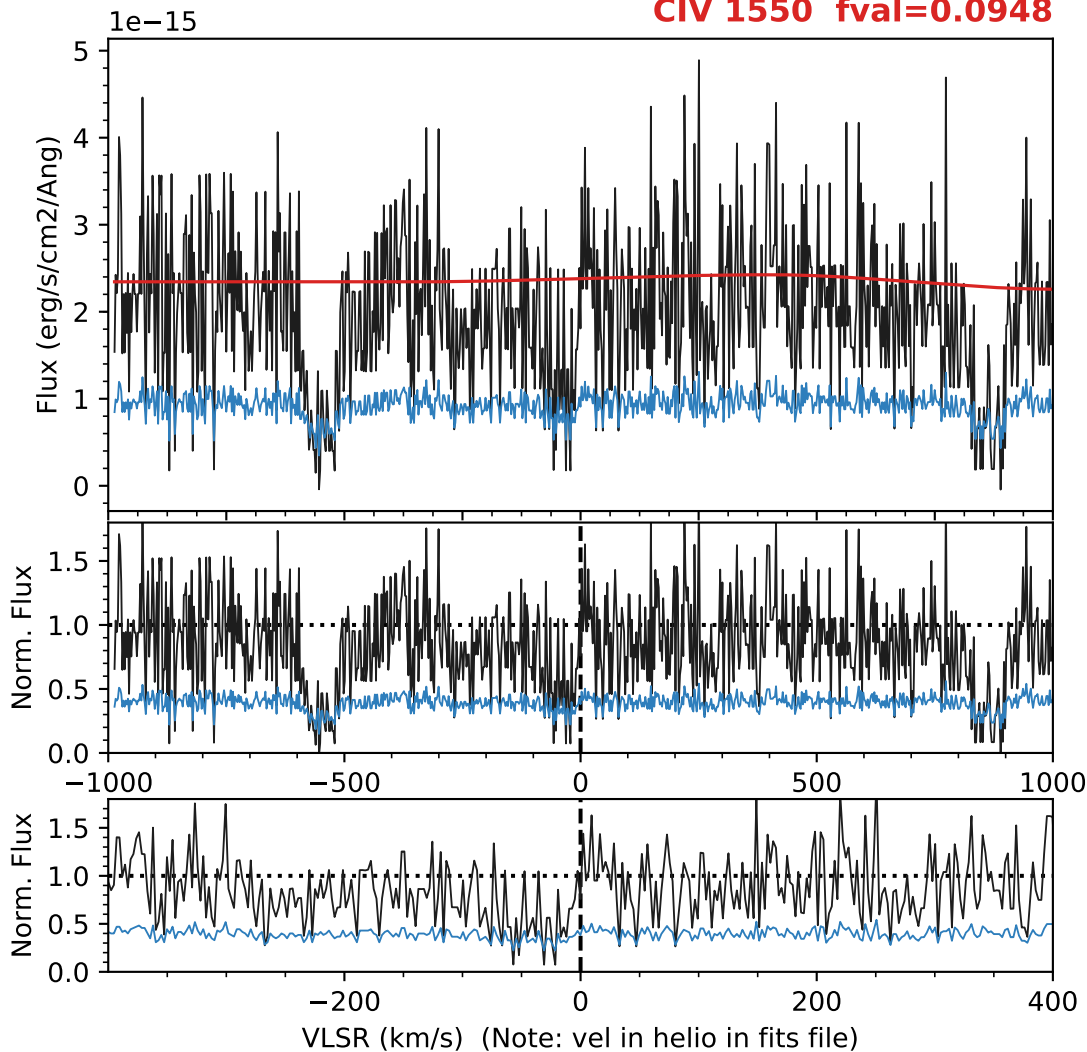 CIV 1550 fval=0.0948
1e−15
5
4
3
2
1
0
Flux (erg/s/cm2/Ang)
1.5
1.0
0.5
0.0
Norm. Flux
−1000 −500 0 500 1000
1.5
1.0
0.5
0.0
Norm. Flux
−200 0 200 400
VLSR (km/s) (Note: vel in helio in fits file)